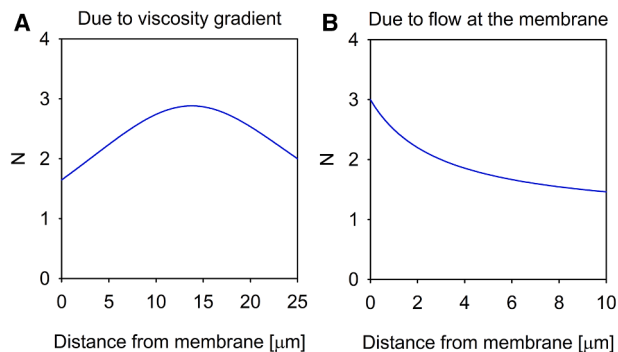 A Due to viscosity gradient
4
3
2
1
0
N
0 5 10 15 20 25
Distance from membrane [μm]
B Due to flow at the membrane
4
3
2
1
0
N
0 2 4 6 8 10
Distance from membrane [μm]